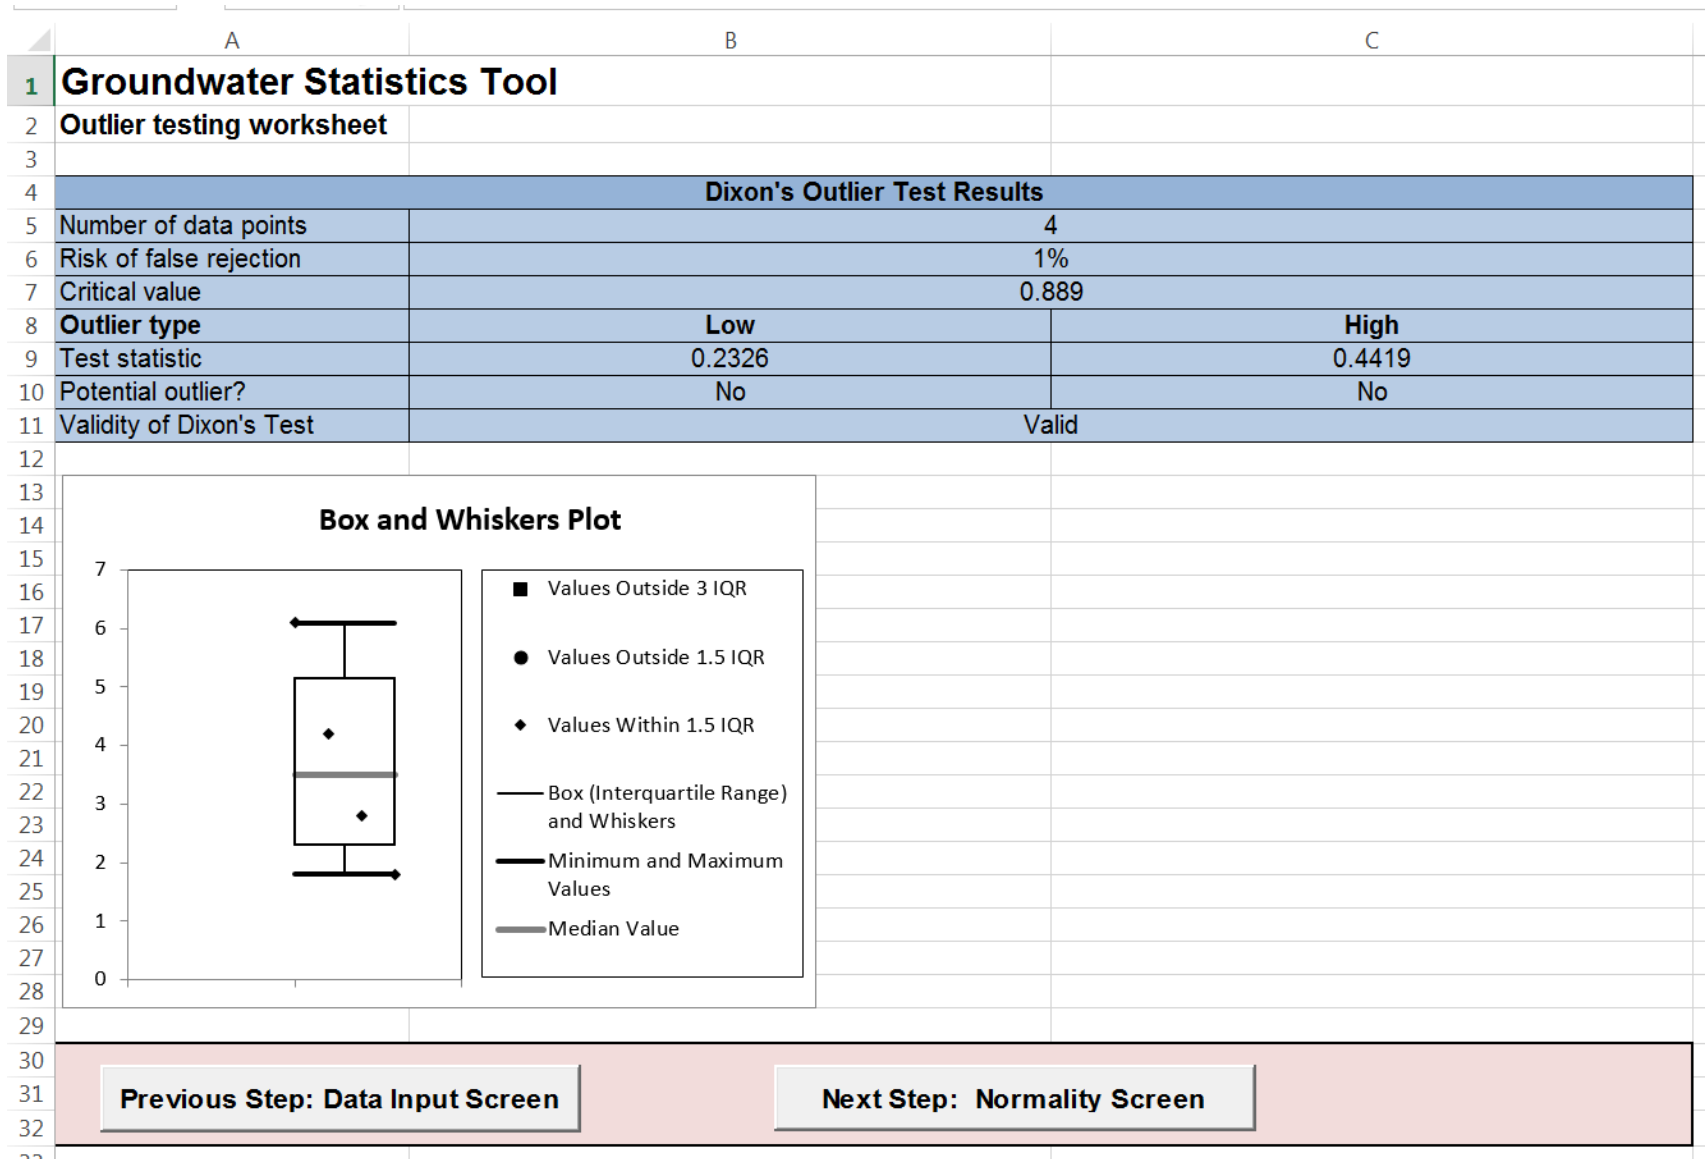 A B C
1 Groundwater Statistics Tool
2 Outlier testing worksheet
3
4 Dixon's Outlier Test Results
5 Number of data points 4
6 Risk of false rejection 1%
7 Critical value 0.889
8 Outlier type Low High
9 Test statistic 0.2326 0.4419
10 Potential outlier? No No
11 Validity of Dixon's Test Valid
12
13
14
15
16
17
18
19
20
21
22
23
24
25
26
27
28
29
30
31
32
Box and Whiskers Plot
7
6
5
4
3
2
1
0
Values Outside 3 IQR
Values Outside 1.5 IQR
Values Within 1.5 IQR
Box (Interquartile Range)
and Whiskers
Minimum and Maximum
Values
Median Value
Previous Step: Data Input Screen
Next Step: Normality Screen